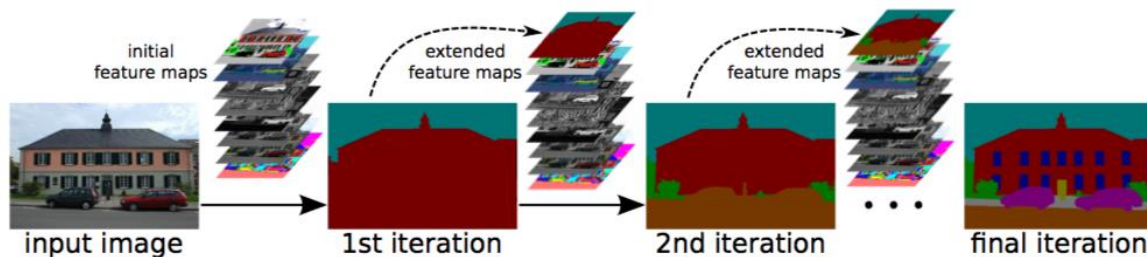 initial
feature maps
extended
feature maps
extended
feature maps
input image
1st iteration
2nd iteration
• • •
final iteration